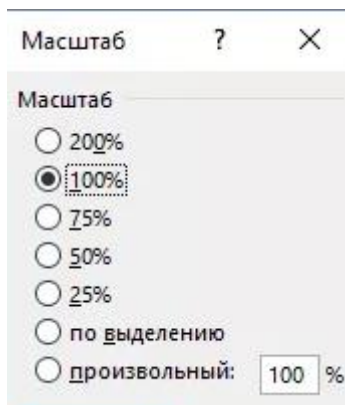 Масштаб ? ×
Масштаб
200%
100%
75%
50%
25%
по выделению
произвольный: 100 %